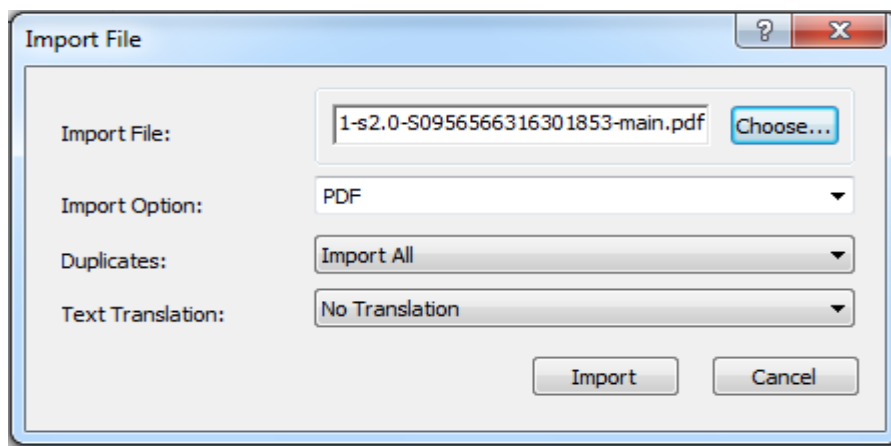 Import File
Import File:
1-s2.0-S0956566316301853-main.pdf
Choose...
Import Option:
PDF
Duplicates:
Import All
Text Translation:
No Translation
Import
Cancel